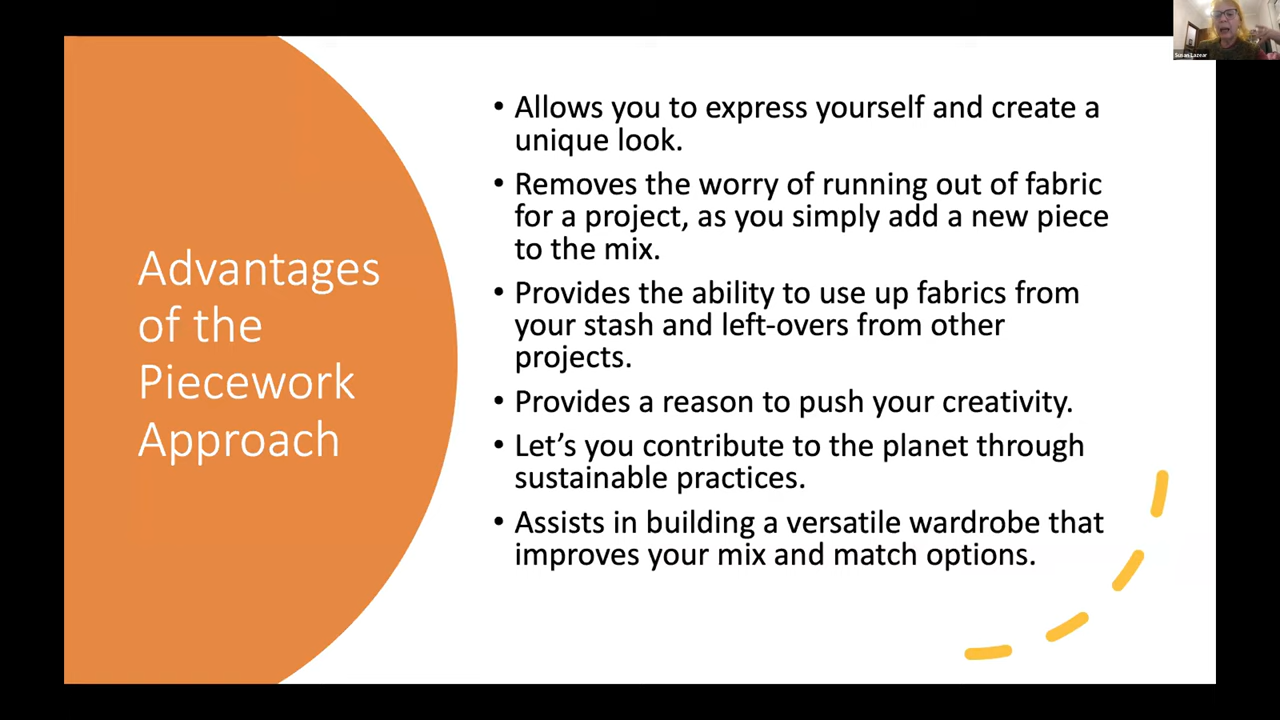 Susan Lazear
Advantages
of the
Piecework
Approach
• Allows you to express yourself and create a
unique look.
• Removes the worry of running out of fabric
for a project, as you simply add a new piece
to the mix.
• Provides the ability to use up fabrics from
your stash and left-overs from other
projects.
• Provides a reason to push your creativity.
• Let’s you contribute to the planet through
sustainable practices.
• Assists in building a versatile wardrobe that
improves your mix and match options.